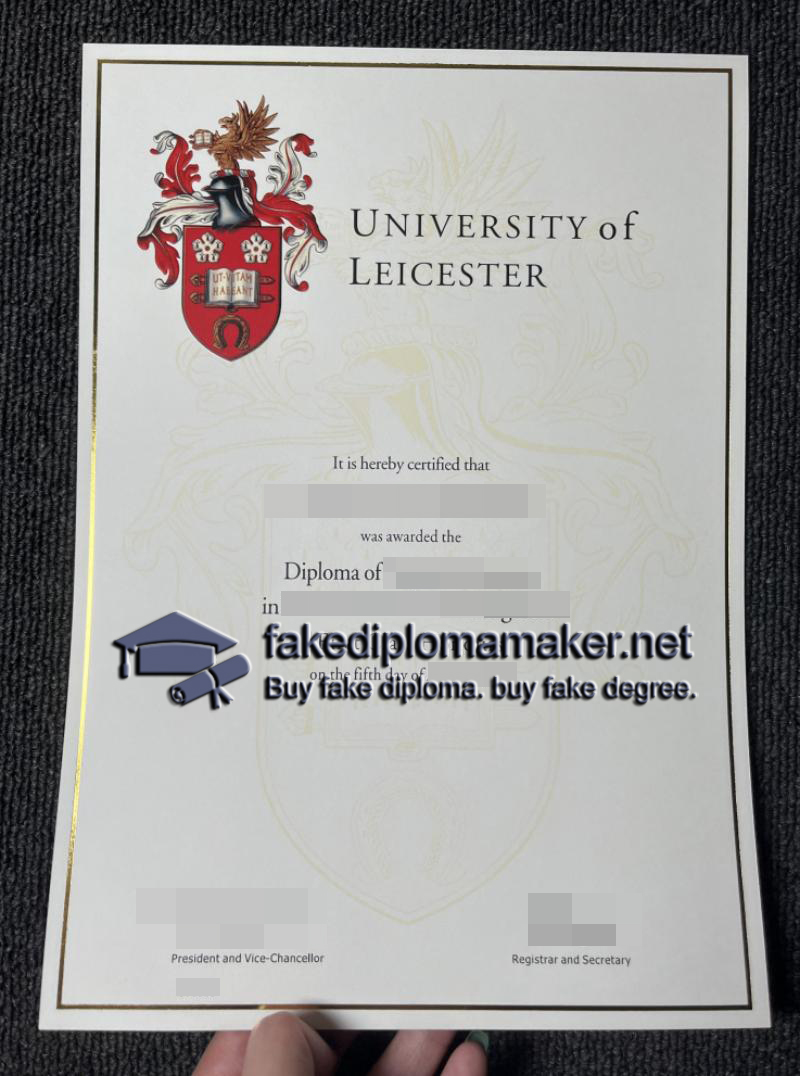 UNIVERSITY of
LEICESTER
UT·VITAM
HABEANT
It is hereby certified that
was awarded the
Diploma of
in
fakediplomamaker.net
on the fifth day of
Buy fake diploma. buy fake degree.
President and Vice-Chancellor
Registrar and Secretary